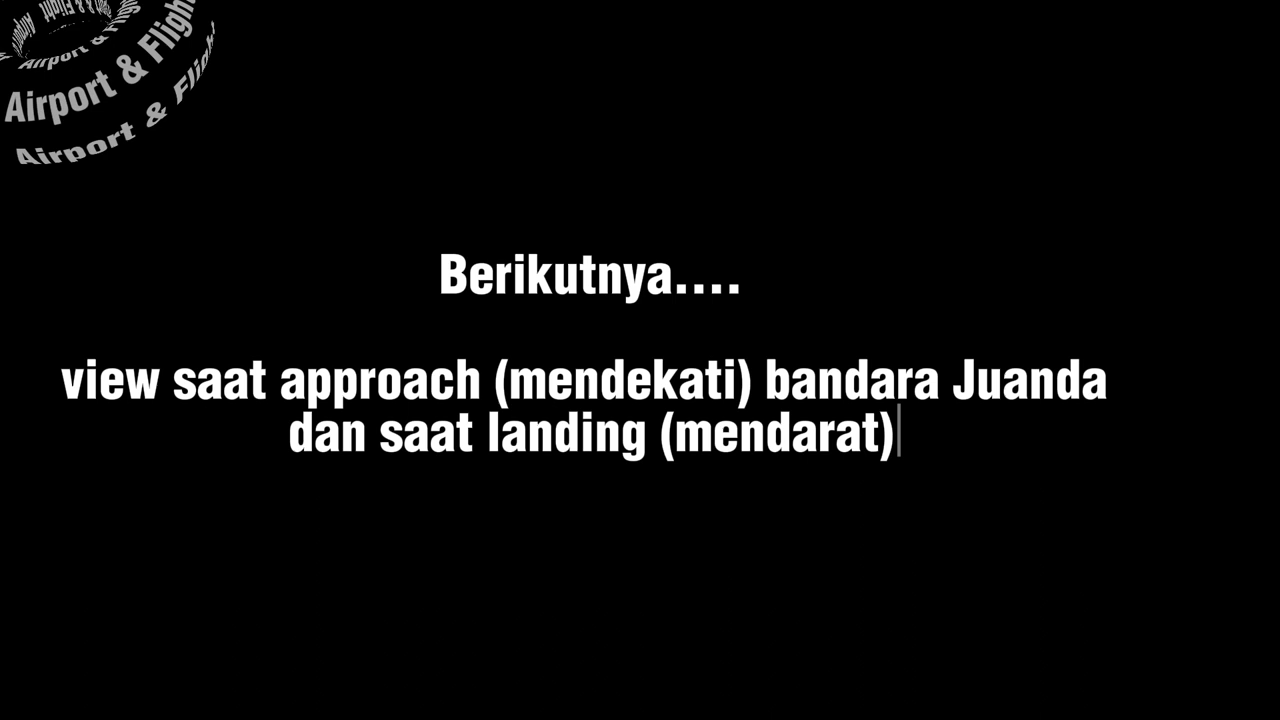 Airport & Flight
Airport & Flight
Airport & Flight
Berikutnya....
view saat approach (mendekati) bandara Juanda
dan saat landing (mendarat)